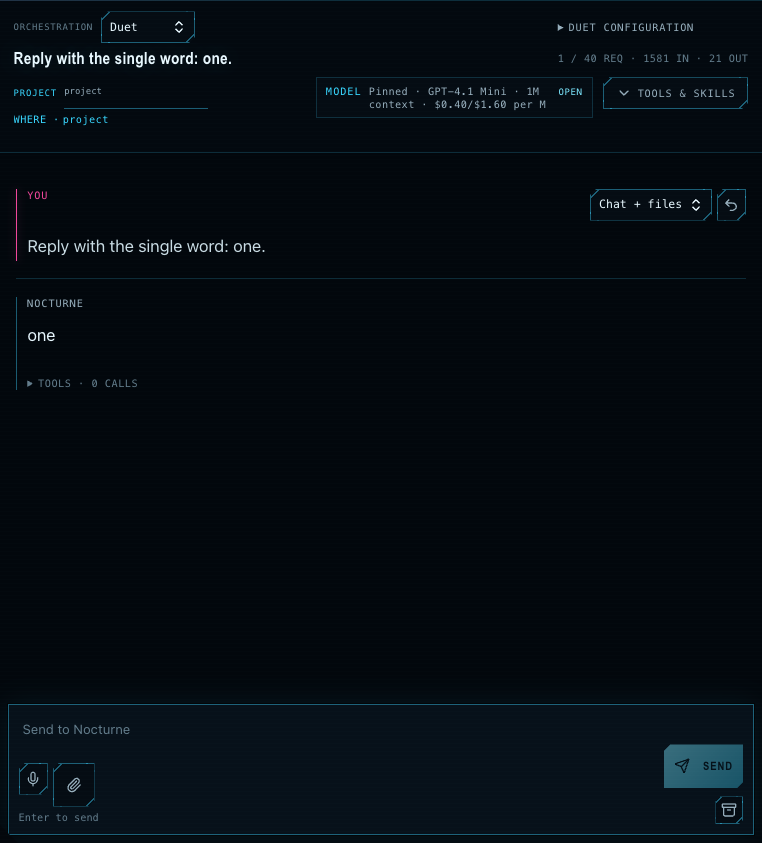 ORCHESTRATION Duet DUET CONFIGURATION
Reply with the single word: one. 1 / 40 REQ · 1581 IN · 21 OUT
PROJECT project
MODEL Pinned · GPT-4.1 Mini · 1M OPEN
context · $0.40/$1.60 per M
TOOLS & SKILLS
WHERE · project
YOU
Chat + files
Reply with the single word: one.
NOCTURNE
one
TOOLS · 0 CALLS
Send to Nocturne
SEND
Enter to send